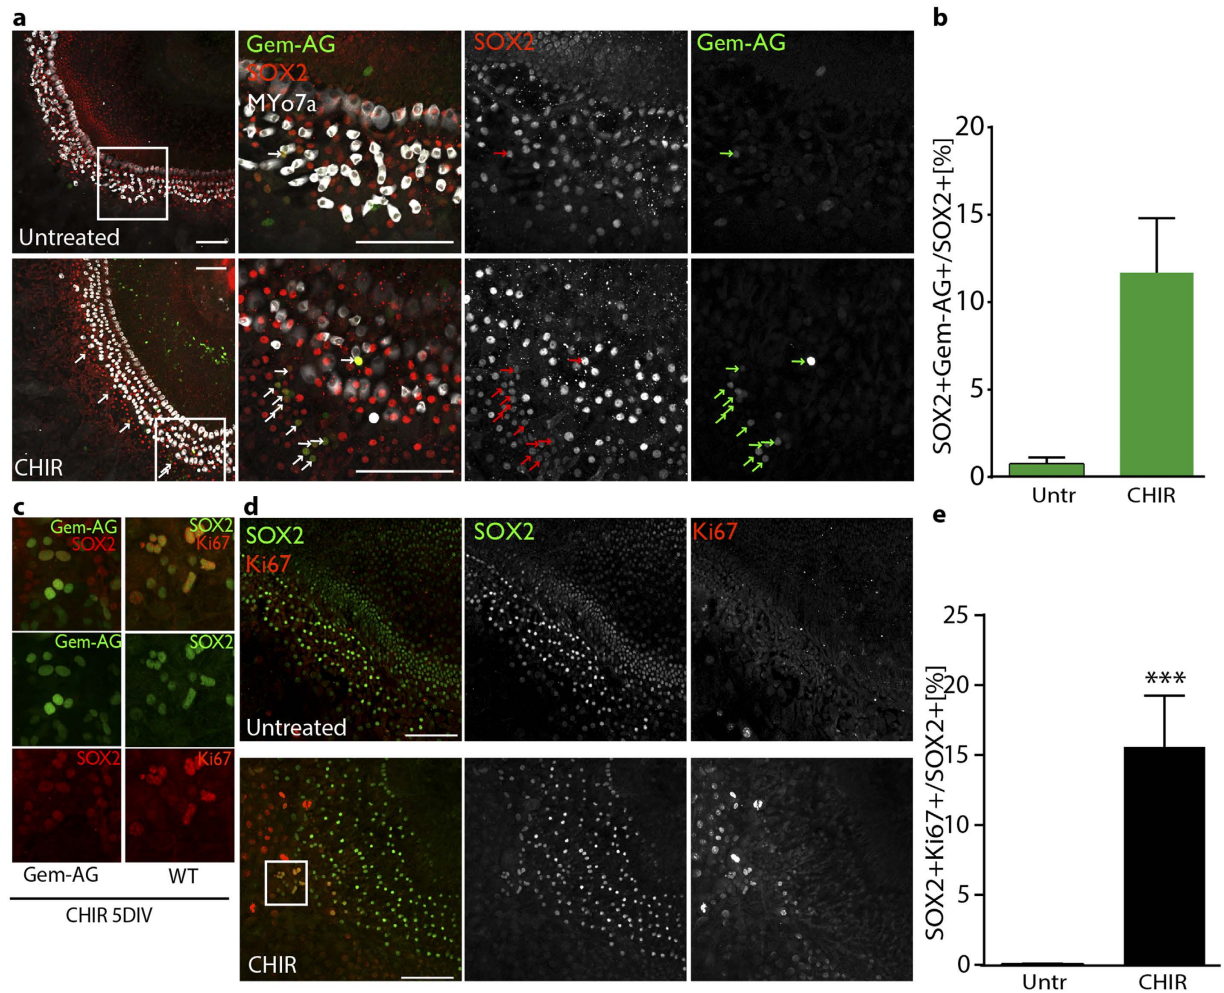 a
Gem-AG
SOX2
MYo7a
SOX2
Gem-AG
Untreated
CHIR
b
SOX2+Gem-AG+/SOX2+[%]
20
15
10
5
0
Untr
CHIR
c
Gem-AG
SOX2
SOX2
Ki67
Gem-AG
SOX2
SOX2
Ki67
Gem-AG
WT
CHIR 5DIV
d
SOX2
Ki67
SOX2
Ki67
Untreated
CHIR
e
SOX2+Ki67+/SOX2+[%]
25
20
15
10
5
0
***
Untr
CHIR